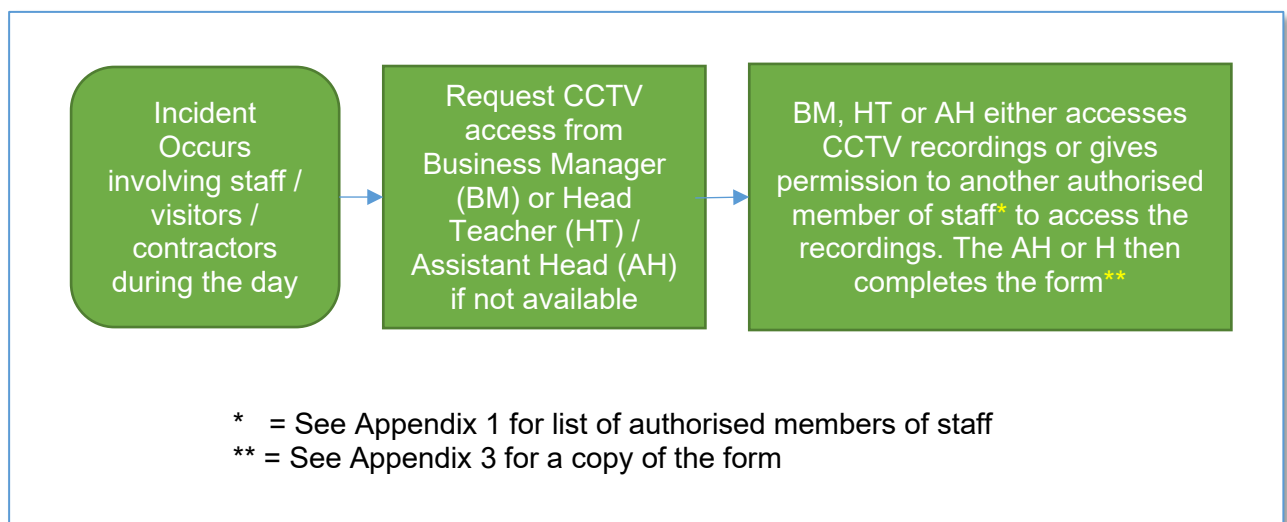 Incident
Occurs
involving staff /
visitors /
contractors
during the day
Request CCTV
access from
Business Manager
(BM) or Head
Teacher (HT) /
Assistant Head (AH)
if not available
BM, HT or AH either accesses
CCTV recordings or gives
permission to another authorised
member of staff* to access the
recordings. The AH or H then
completes the form**
* = See Appendix 1 for list of authorised members of staff
** = See Appendix 3 for a copy of the form